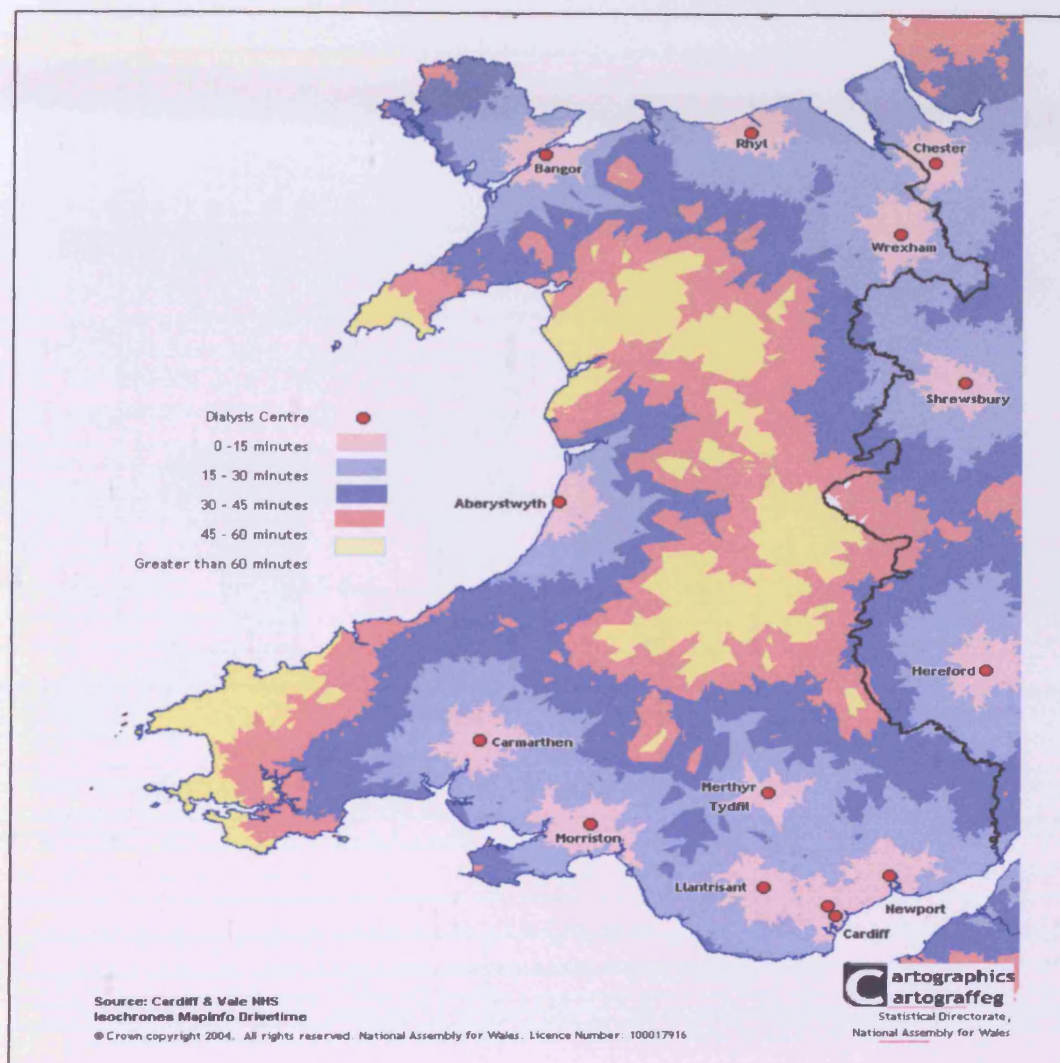 Bangor
Rhyl
Chester
Wrexham
Shrewsbury
Dialysis Centre
0 -15 minutes
15 - 30 minutes
30 - 45 minutes
45 - 60 minutes
Greater than 60 minutes
Aberystwyth
Hereford
Carmarthen
Merthyr
Tydfil
Morriston
Llantrisant
Newport
Cardiff
Cartographics
Cartograffeg
Statistical Directorate,
National Assembly for Wales
Source: Cardiff & Vale NHS
Isochrones MapInfo Drivetime
© Crown copyright 2004. All rights reserved. National Assembly for Wales. Licence Number: 100017916